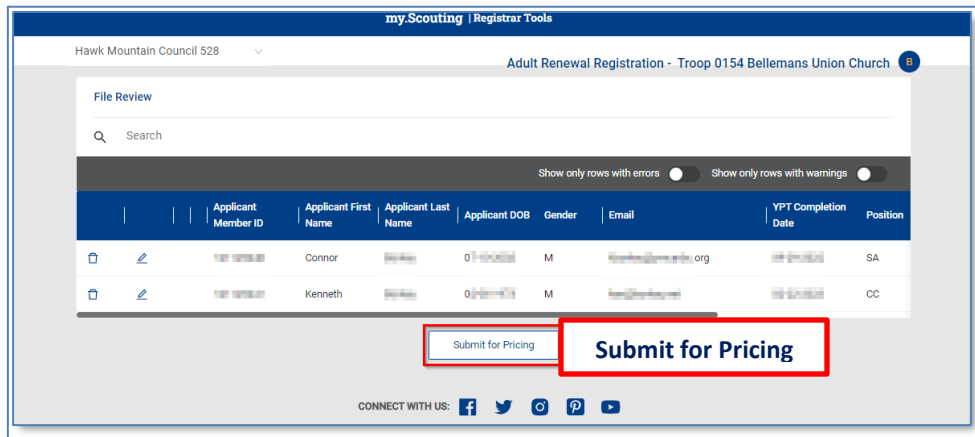 my.Scouting | Registrar Tools
Hawk Mountain Council 528
Adult Renewal Registration - Troop 0154 Bellemans Union Church B
File Review
Search
Show only rows with errors Show only rows with warnings
Applicant Member ID Applicant First Name Applicant Last Name Applicant DOB Gender Email YPT Completion Date Position
Connor 0 M org SA
Kenneth 0 M CC
Submit for Pricing Submit for Pricing
CONNECT WITH US: